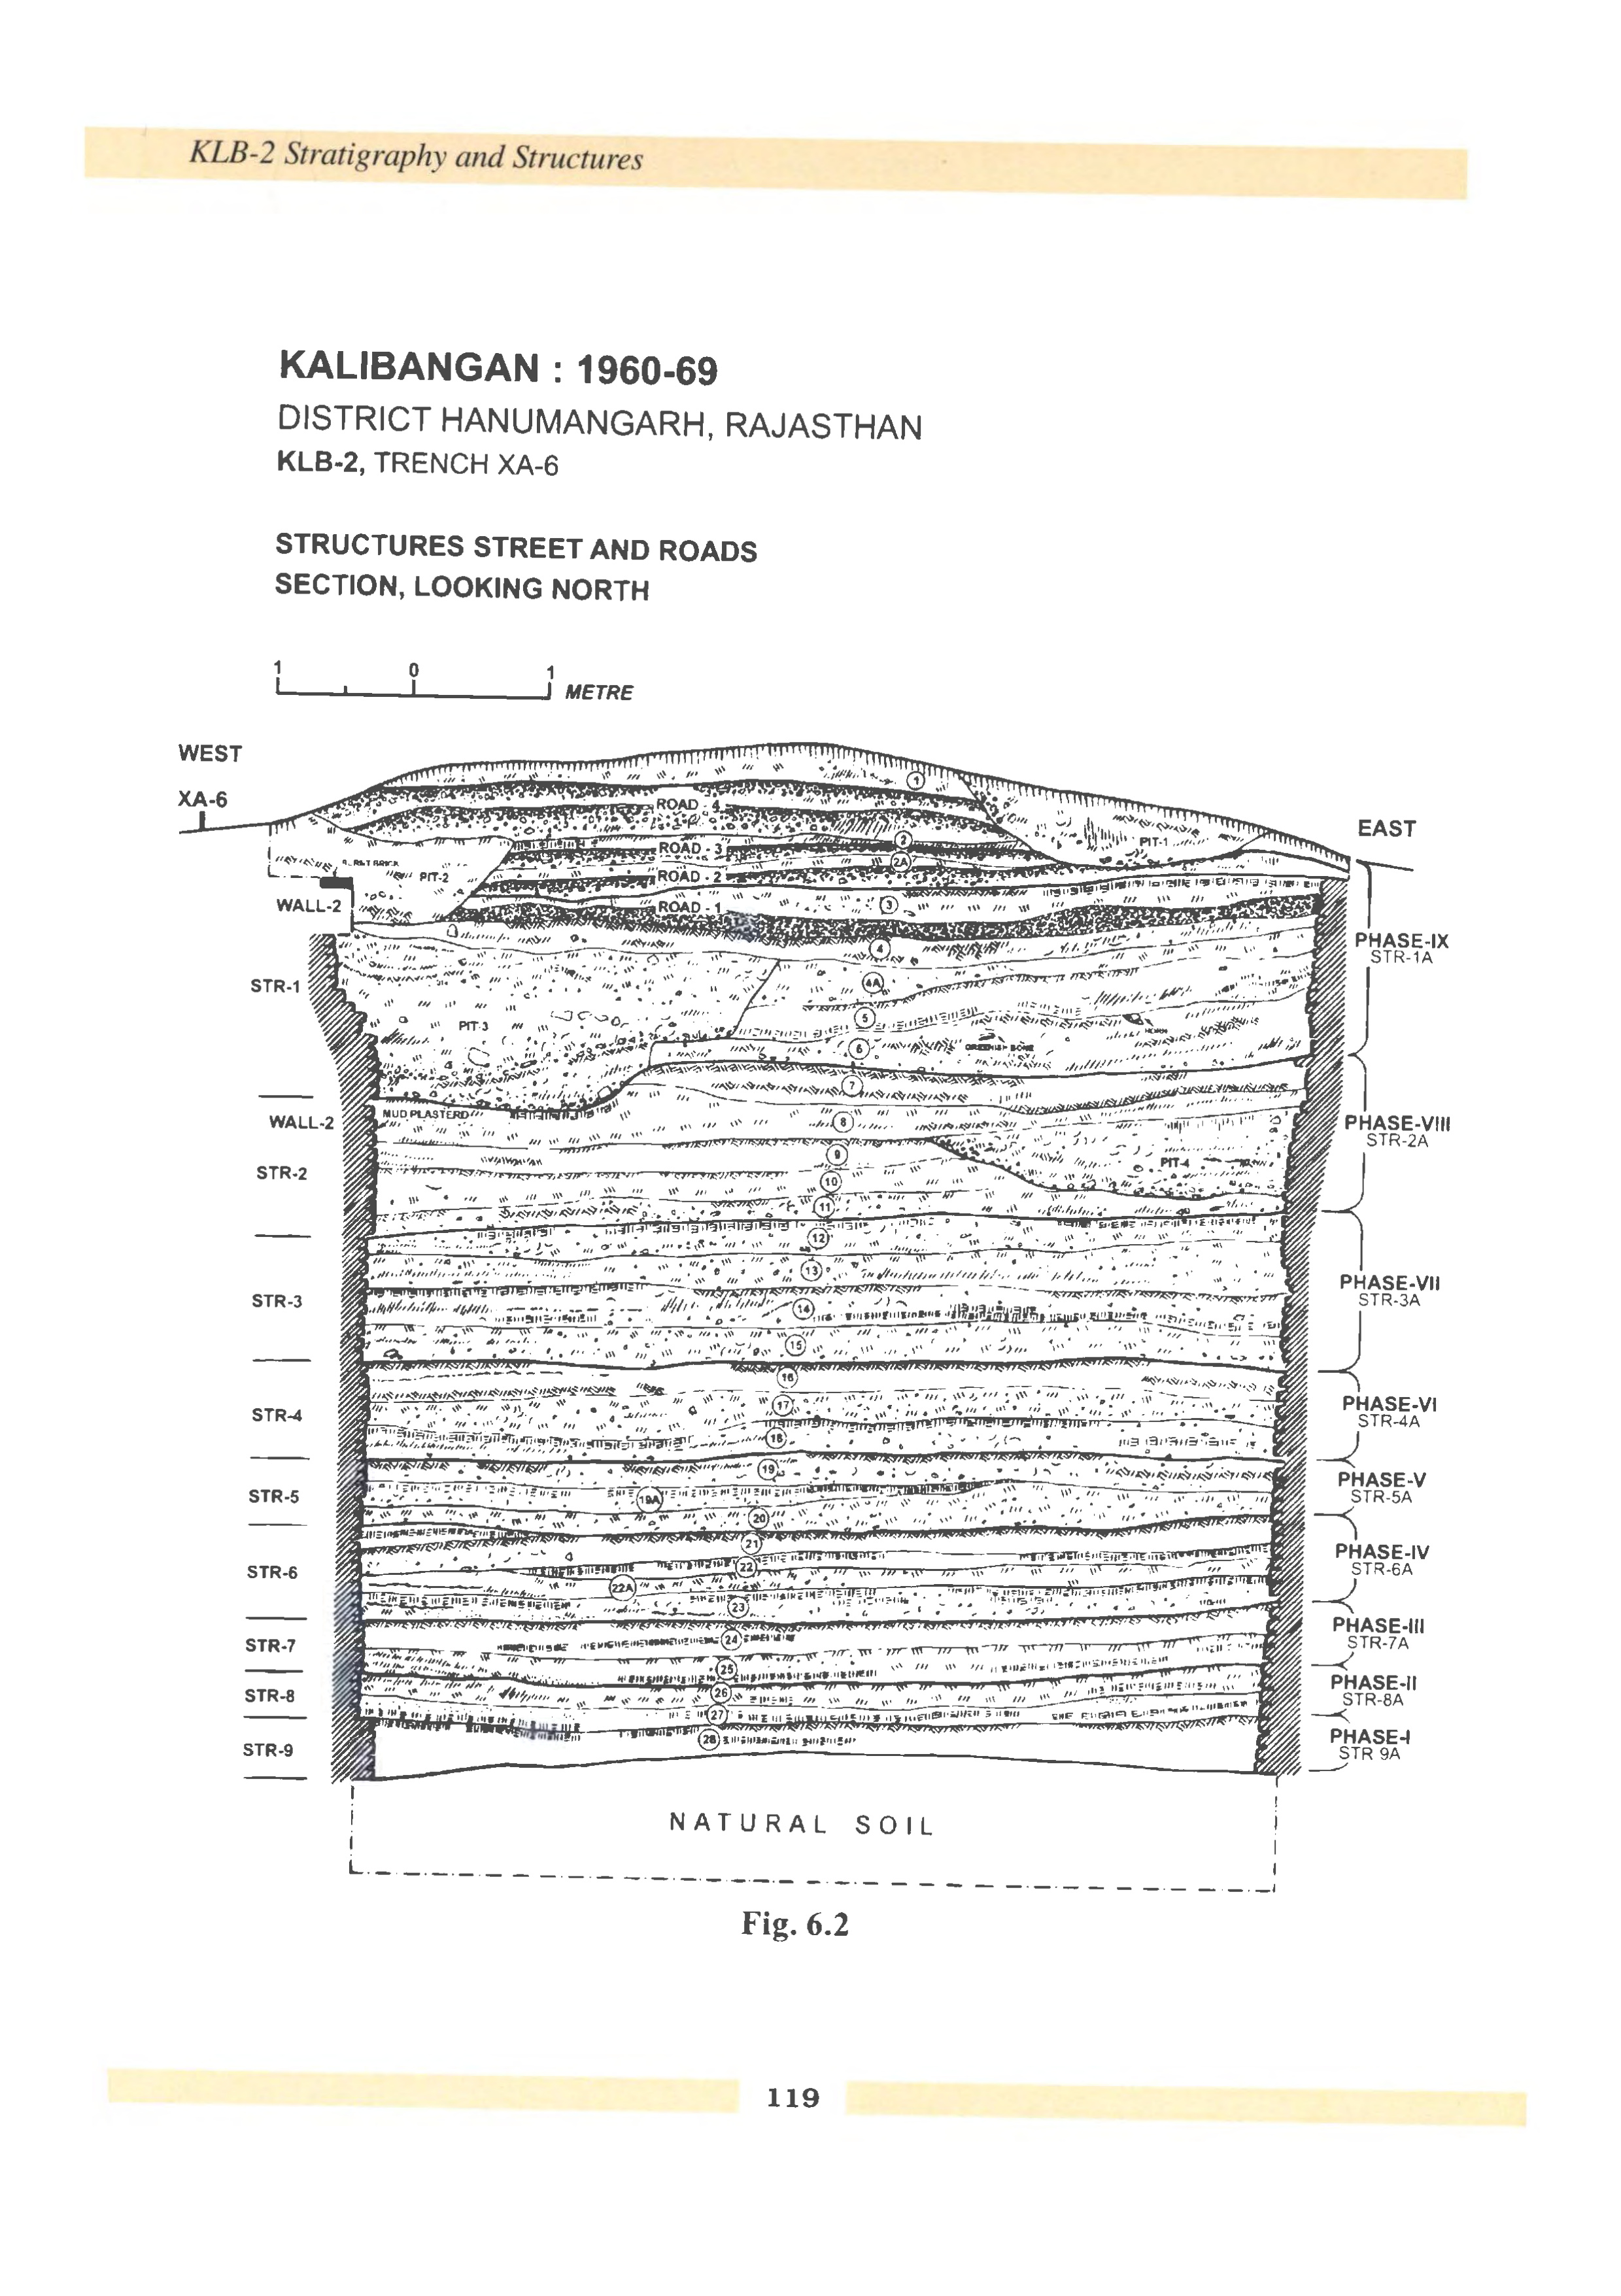 KLB-2 Stratigraphy and Structures
KALIBANGAN : 1960-69
DISTRICT HANUMANGARH, RAJASTHAN
KLB-2, TRENCH XA-6
STRUCTURES STREET AND ROADS
SECTION, LOOKING NORTH
1 0 1
METRE
WEST
XA-6
EAST
1
ROAD - 4
PIT-1
2
ROAD - 3
2A
PIT-2
ROAD - 2
WALL-2
ROAD - 1
3
4
PHASE-IX
STR-1A
STR-1
4A
5
PIT-3
HORN
GREENISH BONE
6
7
MUD PLASTERD
WALL-2
8
PHASE-VIII
STR-2A
9
PIT-4
STR-2
10
11
12
13
PHASE-VII
STR-3A
STR-3
14
15
16
17
PHASE-VI
STR-4A
STR-4
18
19
PHASE-V
STR-5A
STR-5
19A
20
21
PHASE-IV
STR-6A
22
STR-6
22A
23
PHASE-III
STR-7A
STR-7
24
25
PHASE-II
STR-8A
STR-8
26
27
28
PHASE-I
STR 9A
STR-9
NATURAL SOIL
Fig. 6.2
119